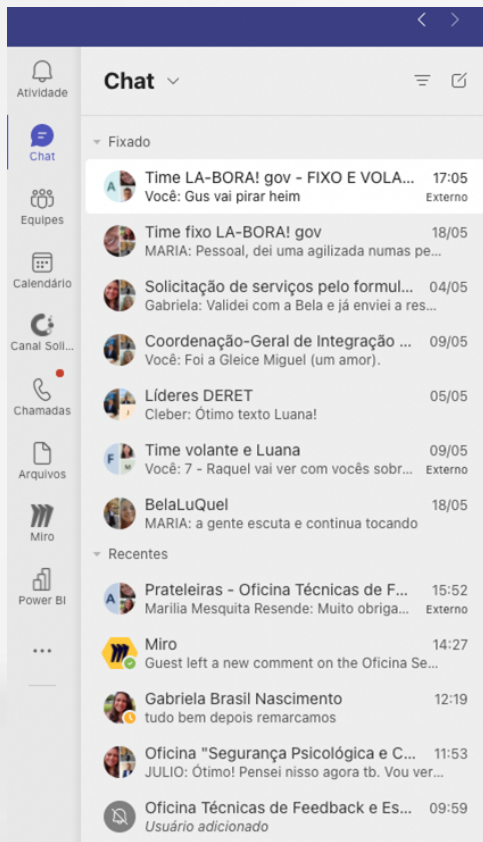 Atividade
Chat
Equipes
Calendário
Canal Soli...
Chamadas
Arquivos
Miro
Power BI
Chat
Fixado
A
Time LA-BORA! gov - FIXO E VOLA... 17:05
Você: Gus vai pirar heim Externo
Time fixo LA-BORA! gov 18/05
MARIA: Pessoal, dei uma agilizada numas pe...
Solicitação de serviços pelo formul... 04/05
Gabriela: Validei com a Bela e já enviei a res...
Coordenação-Geral de Integração ... 09/05
Você: Foi a Gleice Miguel (um amor).
Líderes DERET 05/05
Cleber: Ótimo texto Luana!
F
M
Time volante e Luana 09/05
Você: 7 - Raquel vai ver com vocês sobr... Externo
BelaLuQuel 18/05
MARIA: a gente escuta e continua tocando
Recentes
A
Prateleiras - Oficina Técnicas de F... 15:52
Marilia Mesquita Resende: Muito obriga... Externo
Miro 14:27
Guest left a new comment on the Oficina Se...
Gabriela Brasil Nascimento 12:19
tudo bem depois remarcamos
Oficina "Segurança Psicológica e C... 11:53
JULIO: Ótimo! Pensei nisso agora tb. Vou ver...
Oficina Técnicas de Feedback e Es... 09:59
Usuário adicionado